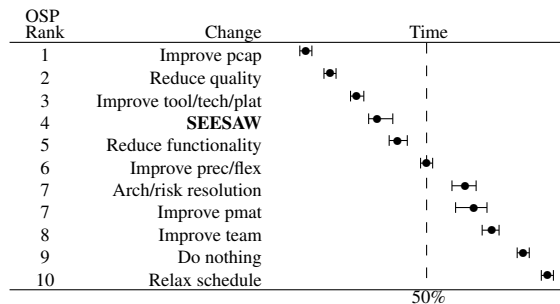 OSP
Rank Change Time
1 Improve pcap
2 Reduce quality
3 Improve tool/tech/plat
4 SEESAW
5 Reduce functionality
6 Improve prec/flex
7 Arch/risk resolution
7 Improve pmat
8 Improve team
9 Do nothing
10 Relax schedule
50%